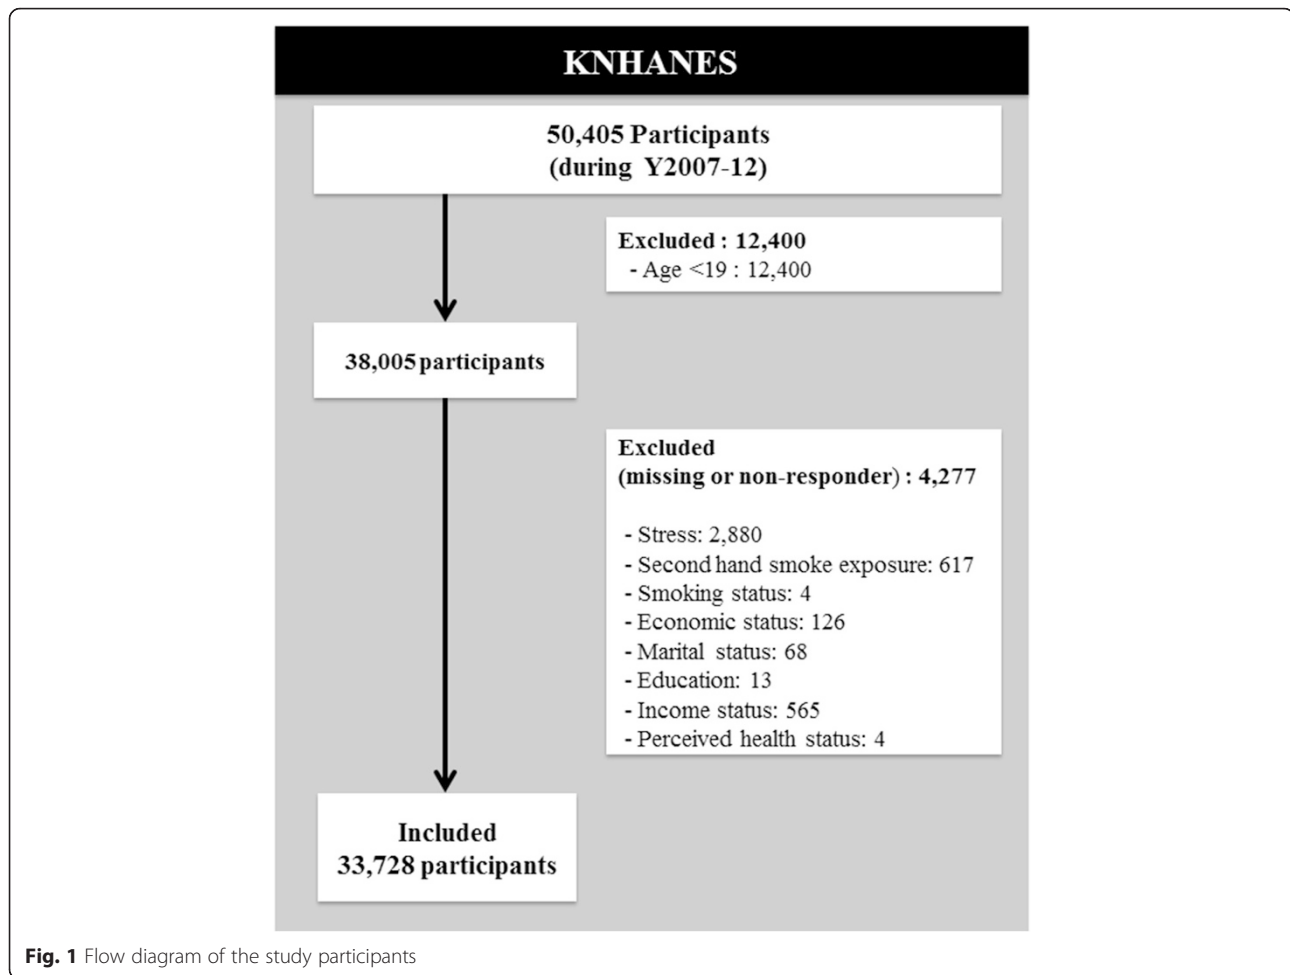 KNHANES
50,405 Participants
(during Y2007-12)
Excluded : 12,400
- Age <19 : 12,400
38,005 participants
Excluded
(missing or non-responder) : 4,277
- Stress: 2,880
- Second hand smoke exposure: 617
- Smoking status: 4
- Economic status: 126
- Marital status: 68
- Education: 13
- Income status: 565
- Perceived health status: 4
Included
33,728 participants
Fig. 1 Flow diagram of the study participants